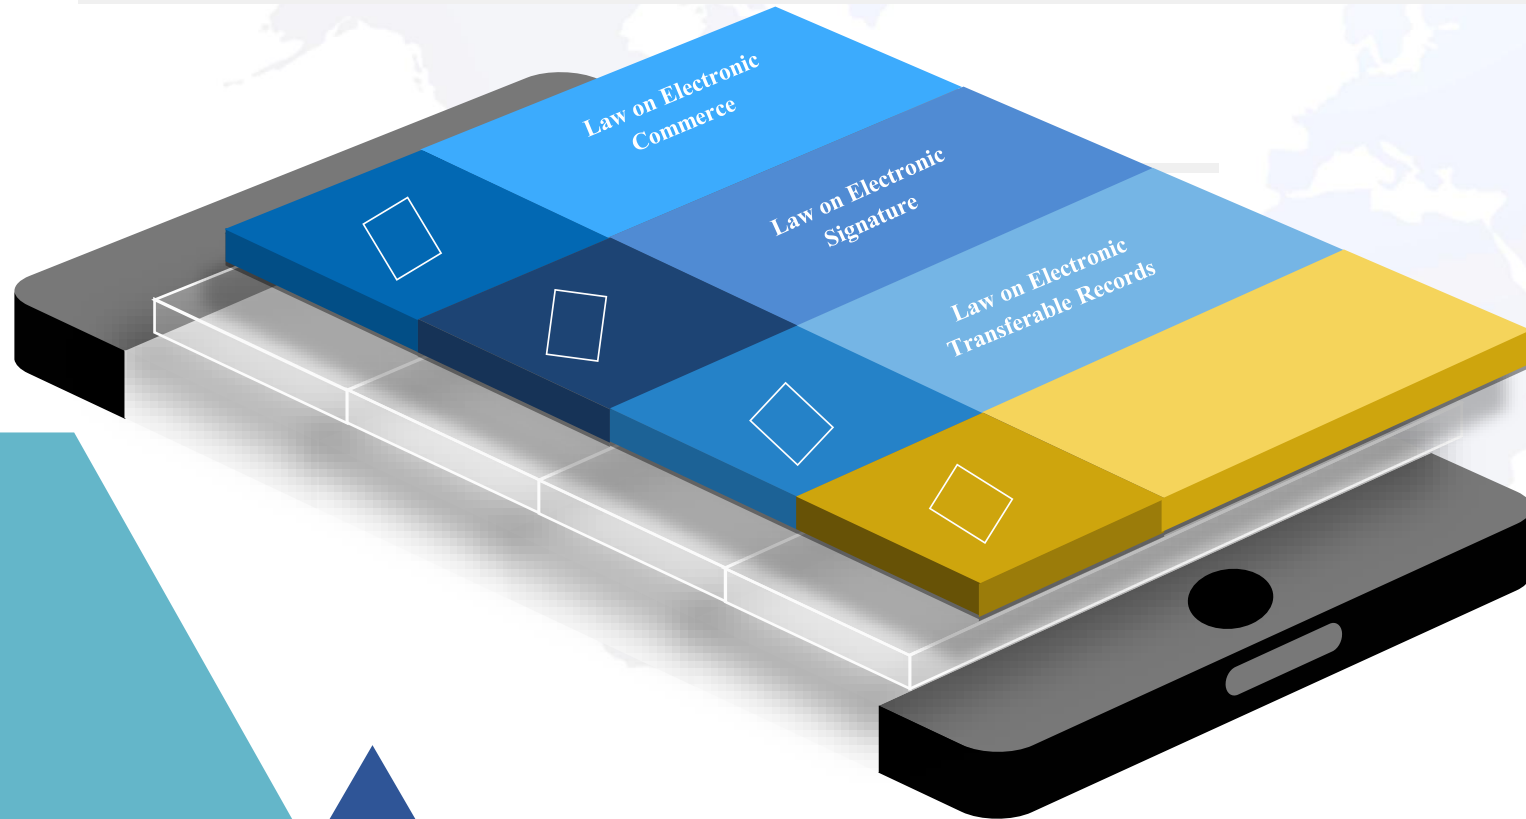 Law on Electronic
Commerce
Law on Electronic
Signature
Law on Electronic
Transferable Records